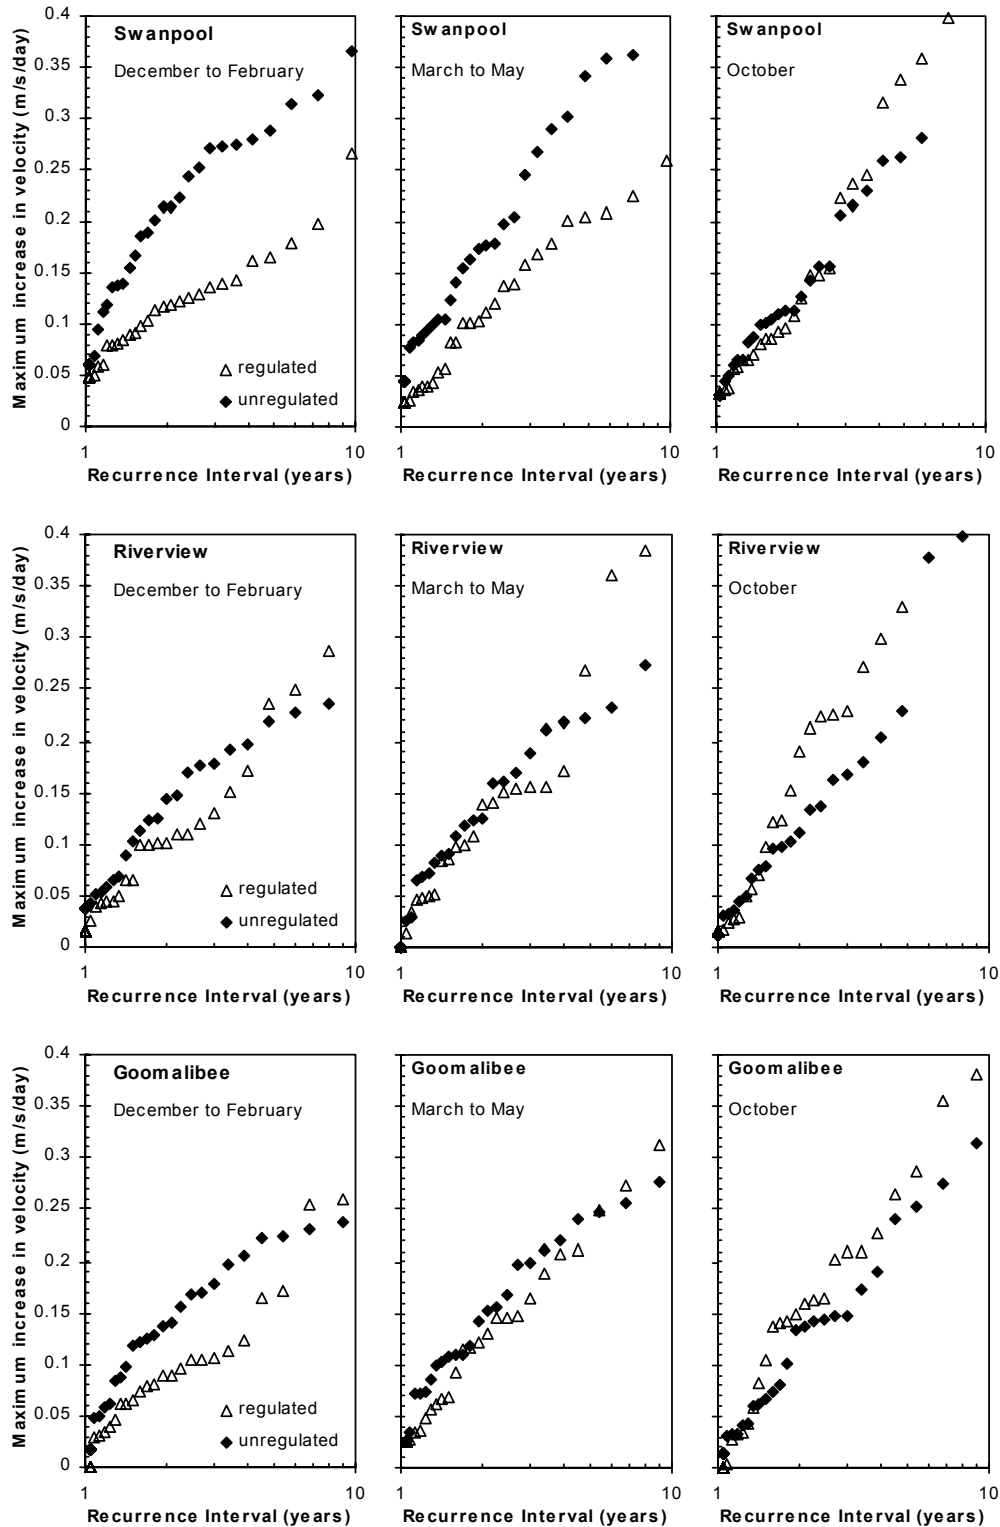 0.4
0.35
0.3
0.25
0.2
0.15
0.1
0.05
0
Maximum increase in velocity (m/s/day)
Swanpool
December to February
regulated
unregulated
1 10
Recurrence Interval (years)
Swanpool
March to May
1 10
Recurrence Interval (years)
Swanpool
October
1 10
Recurrence Interval (years)
0.4
0.35
0.3
0.25
0.2
0.15
0.1
0.05
0
Maximum increase in velocity (m/s/day)
Riverview
December to February
regulated
unregulated
1 10
Recurrence Interval (years)
Riverview
March to May
1 10
Recurrence Interval (years)
Riverview
October
1 10
Recurrence Interval (years)
0.4
0.35
0.3
0.25
0.2
0.15
0.1
0.05
0
Maximum increase in velocity (m/s/day)
Goomalibee
December to February
regulated
unregulated
1 10
Recurrence Interval (years)
Goomalibee
March to May
1 10
Recurrence Interval (years)
Goomalibee
October
1 10
Recurrence Interval (years)